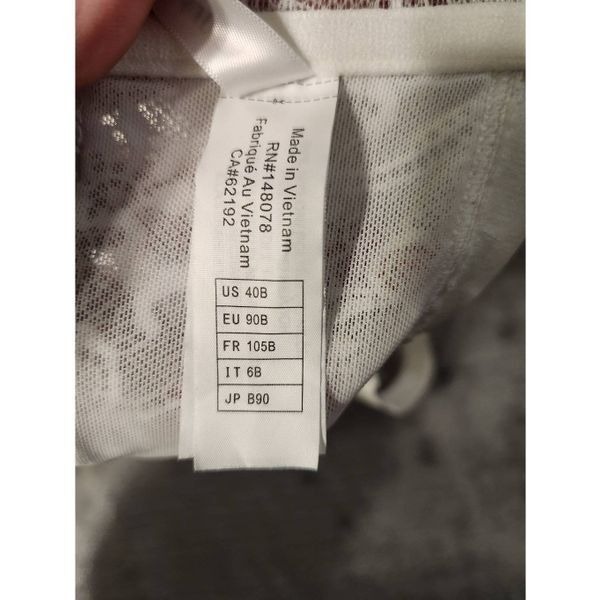 Made in Vietnam
RN#148078
Fabriqué Au Vietnam
CA#62192
US 40B
EU 90B
FR 105B
IT 6B
JP B90